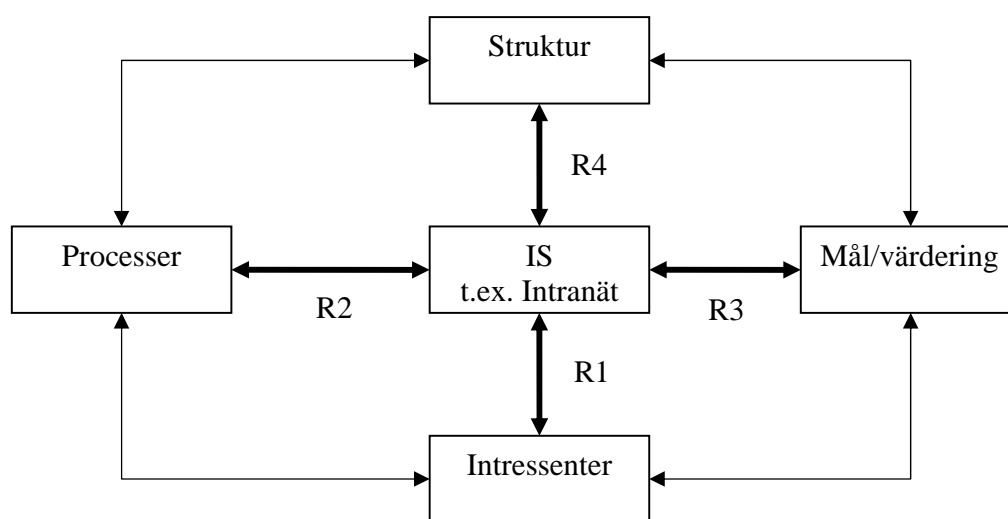 Struktur
R4
Processer
IS
t.ex. Intranät
Mål/värdering
R2
R3
R1
Intressenter